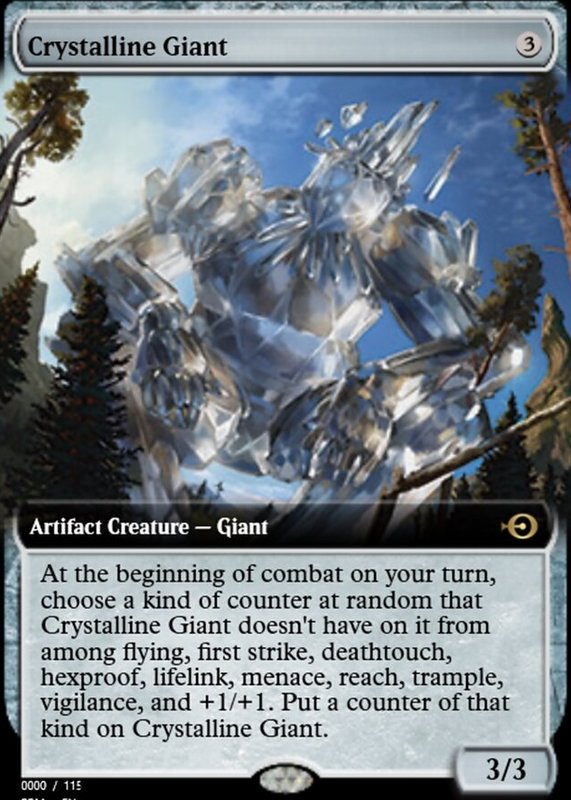 Crystalline Giant
3
Artifact Creature — Giant
At the beginning of combat on your turn,
choose a kind of counter at random that
Crystalline Giant doesn't have on it from
among flying, first strike, deathtouch,
hexproof, lifelink, menace, reach, trample,
vigilance, and +1/+1. Put a counter of that
kind on Crystalline Giant.
3/3
0000 / 115